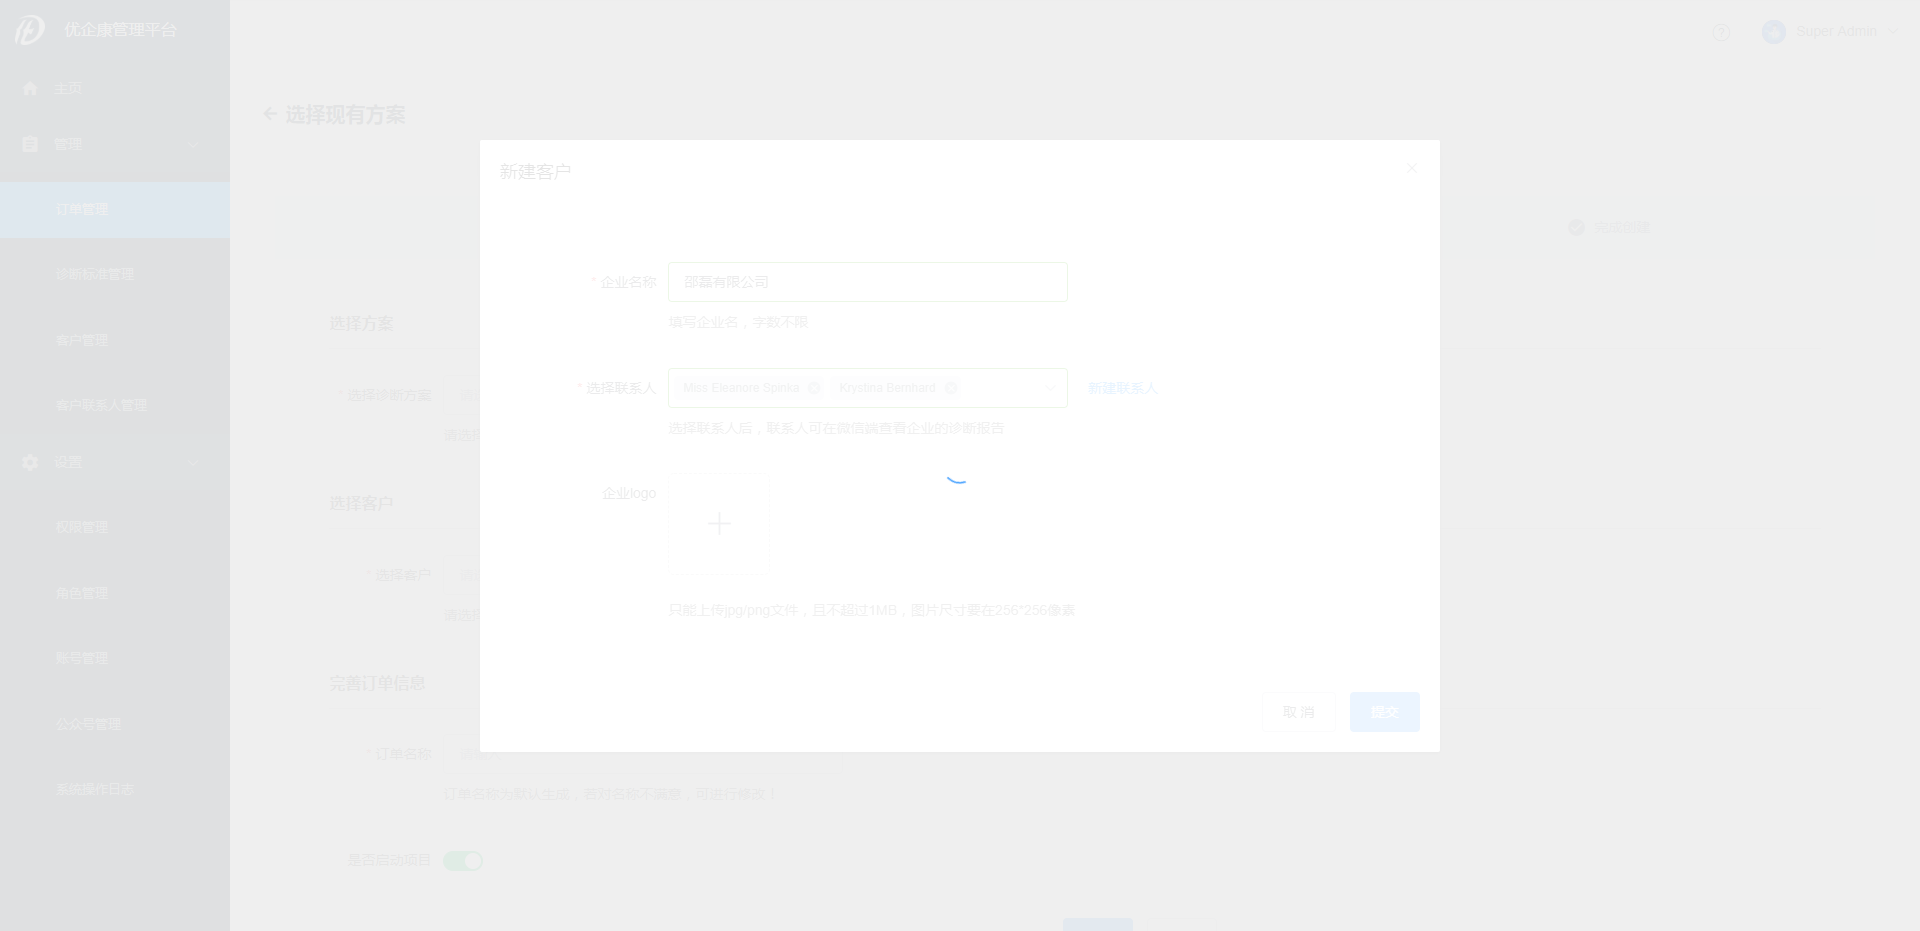 优企康管理平台
Super Admin
主页
选择现有方案
管理
新建客户
订单管理
完成创建
诊断标准管理
* 企业名称 邵磊有限公司
填写企业名，字数不限
选择方案
客户管理
* 选择联系人 Miss Eleanore Spinka Krystina Bernhard 新建联系人
* 选择诊断方案
客户联系人管理
选择联系人后，联系人可在微信端查看企业的诊断报告
请选择
设置
企业logo
选择客户
权限管理
* 选择客户
角色管理
只能上传jpg/png文件，且不超过1MB，图片尺寸要在256*256像素
请选择
账号管理
完善订单信息
取 消 提交
公众号管理
* 订单名称
系统操作日志
订单名称为默认生成，若对名称不满意，可进行修改！
是否启动项目